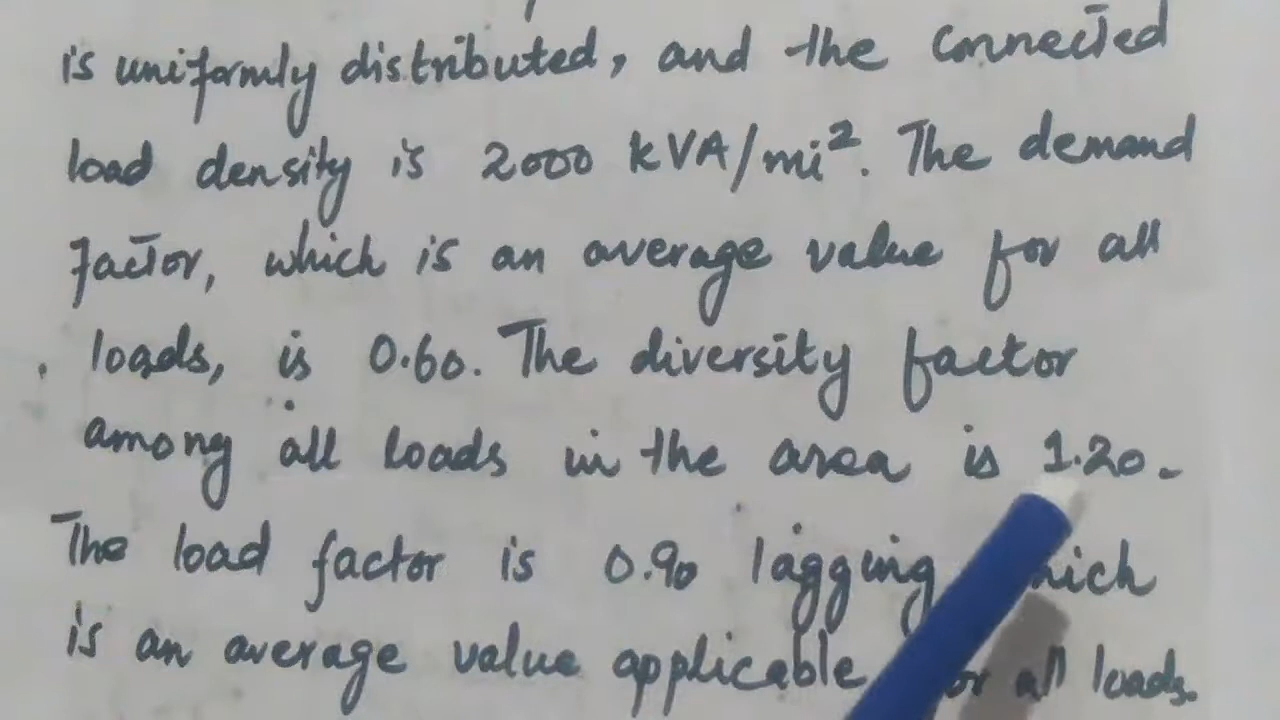 is uniformly distributed, and the connected
load density is 2000 kVA/mi². The demand
factor, which is an average value for all
loads, is 0.60. The diversity factor
among all loads in the area is 1.20.
The load factor is 0.90 lagging which
is an average value applicable for all loads.